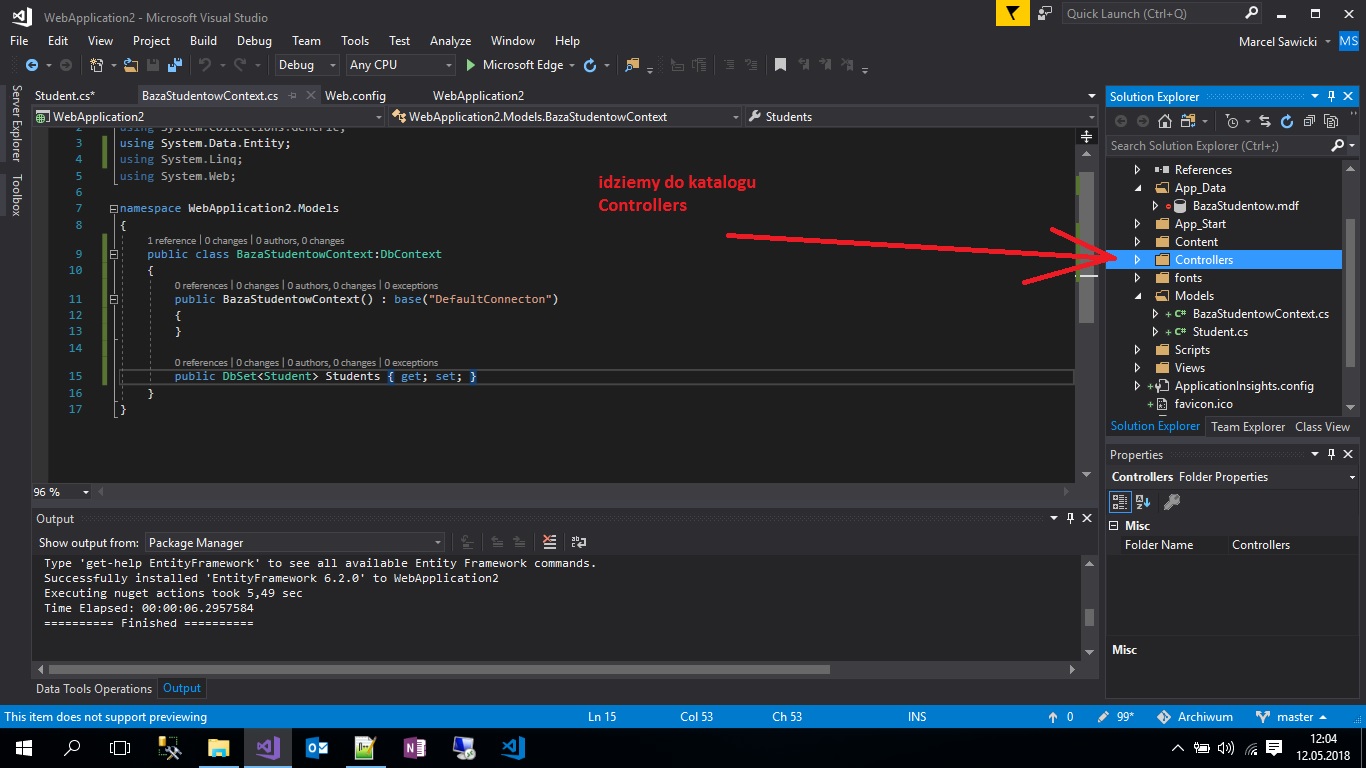 WebApplication2 - Microsoft Visual Studio
Quick Launch (Ctrl+Q)
File Edit View Project Build Debug Team Tools Test Analyze Window Help
Marcel Sawicki MS
Debug Any CPU Microsoft Edge
Server Explorer
Toolbox
Student.cs* BazaStudentowContext.cs Web.config WebApplication2
WebApplication2 WebApplication2.Models.BazaStudentowContext Students
2 using System.Collections.Generic;
3 using System.Data.Entity;
4 using System.Linq;
5 using System.Web;
6
7 namespace WebApplication2.Models
8 {
1 reference | 0 changes | 0 authors, 0 changes
9 public class BazaStudentowContext:DbContext
10 {
0 references | 0 changes | 0 authors, 0 changes | 0 exceptions
11 public BazaStudentowContext() : base("DefaultConnecton")
12 {
13 }
14
0 references | 0 changes | 0 authors, 0 changes | 0 exceptions
15 public DbSet<Student> Students { get; set; }
16 }
17 }
idziemy do katalogu
Controllers
96 %
Output
Show output from: Package Manager
Type 'get-help EntityFramework' to see all available Entity Framework commands.
Successfully installed 'EntityFramework 6.2.0' to WebApplication2
Executing nuget actions took 5,49 sec
Time Elapsed: 00:00:06.2957584
========== Finished ==========
Data Tools Operations Output
Solution Explorer
Search Solution Explorer (Ctrl+;)
References
App_Data
BazaStudentow.mdf
App_Start
Content
Controllers
fonts
Models
C# BazaStudentowContext.cs
C# Student.cs
Scripts
Views
ApplicationInsights.config
favicon.ico
Solution Explorer Team Explorer Class View
Properties
Controllers Folder Properties
Misc
Folder Name Controllers
Misc
This item does not support previewing Ln 15 Col 53 Ch 53 INS 0 99* Archiwum master
12:04
12.05.2018